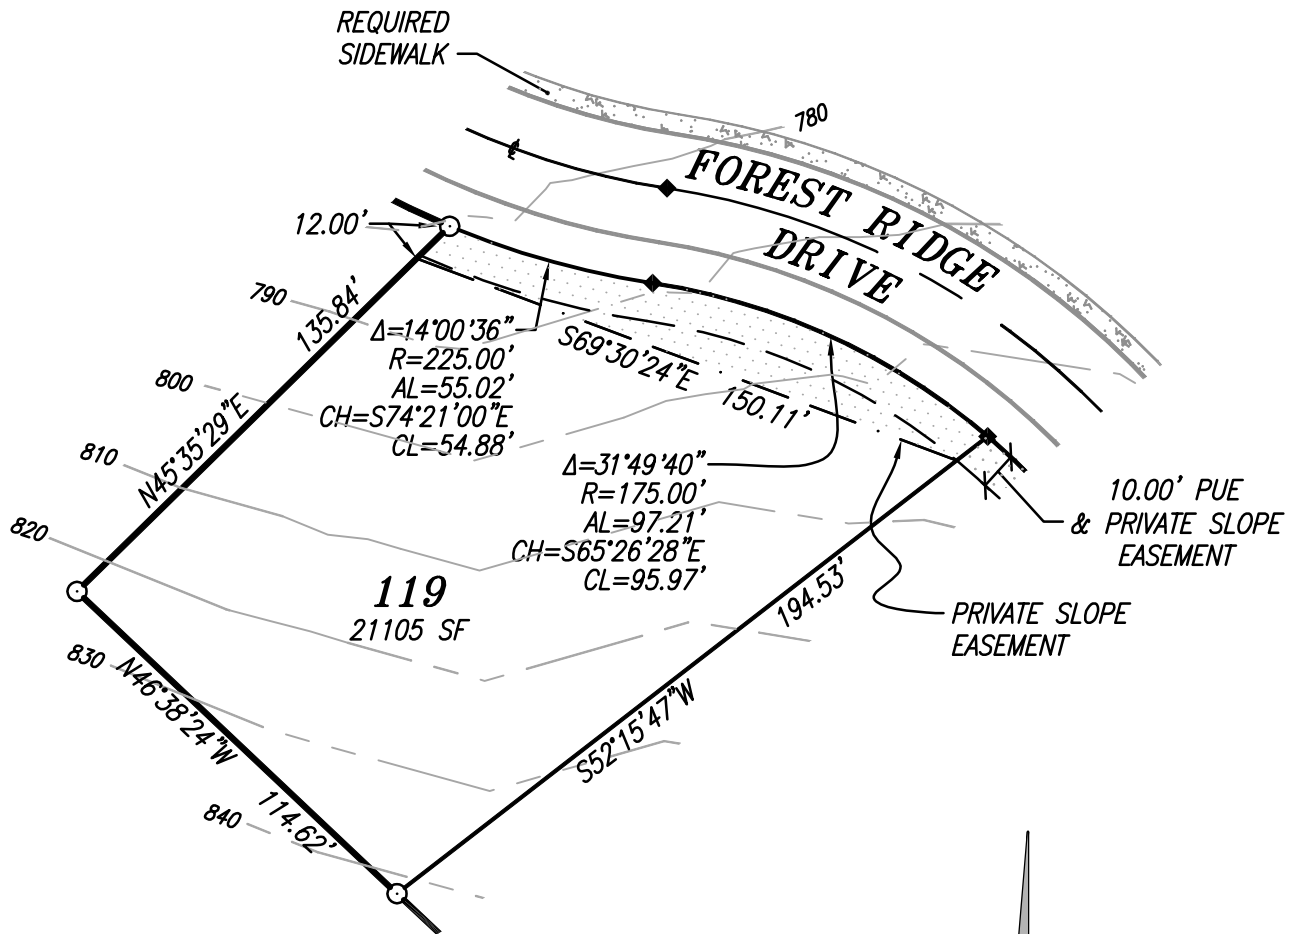 REQUIRED
SIDEWALK
780
FOREST RIDGE
DRIVE
12.00'
790
135.84'
Δ=14°00'36"
R=225.00'
AL=55.02'
CH=S74°21'00"E
CL=54.88'
S69°30'24"E
150.11'
800
N45°35'29"E
810
Δ=31°49'40"
R=175.00'
AL=97.21'
CH=S65°26'28"E
CL=95.97'
10.00' PUE
& PRIVATE SLOPE
EASEMENT
820
119
21105 SF
194.53'
PRIVATE SLOPE
EASEMENT
830
N46°38'24"W
S52°15'47"W
840
114.62'